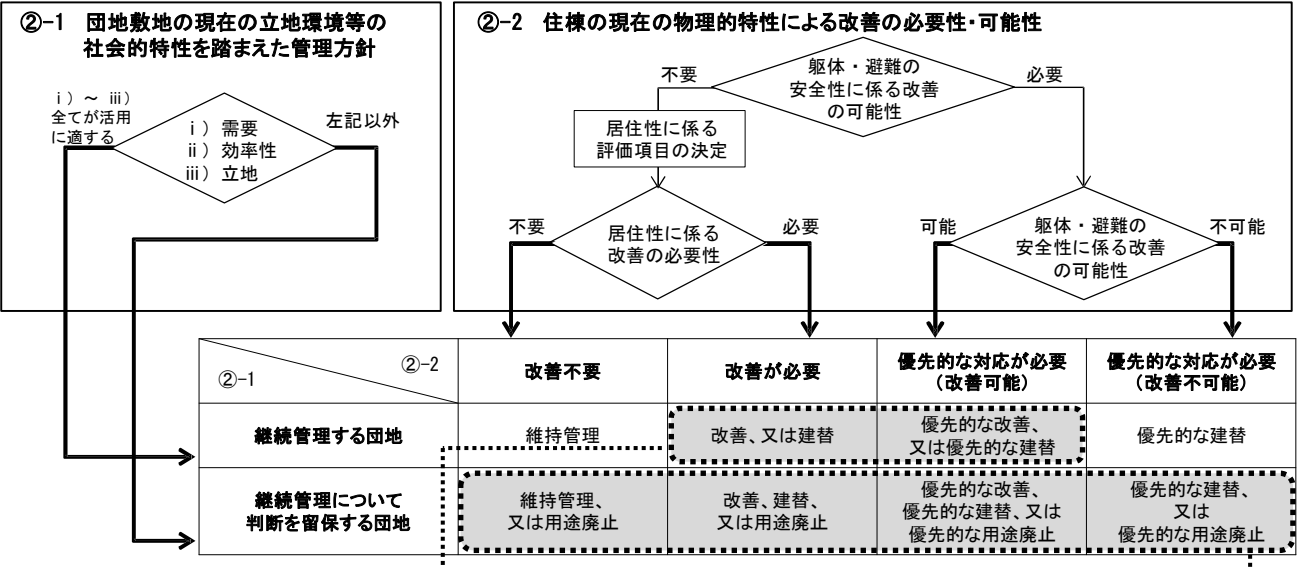 ②-1 団地敷地の現在の立地環境等の
社会的特性を踏まえた管理方針
ⅰ）～ ⅲ）
全てが活用
に適する
ⅰ）需要
ⅱ）効率性
ⅲ）立地
左記以外
②-2 住棟の現在の物理的特性による改善の必要性・可能性
不要
躯体・避難の
安全性に係る改善
の可能性
必要
居住性に係る
評価項目の決定
不要
居住性に係る
改善の必要性
必要
可能
躯体・避難の
安全性に係る改善
の可能性
不可能
②-2
②-1
改善不要
改善が必要
優先的な対応が必要
（改善可能）
優先的な対応が必要
（改善不可能）
継続管理する団地
維持管理
改善、又は建替
優先的な改善、
又は優先的な建替
優先的な建替
継続管理について
判断を留保する団地
維持管理、
又は用途廃止
改善、建替、
又は用途廃止
優先的な改善、
優先的な建替、又は
優先的な用途廃止
優先的な建替、
又は
優先的な用途廃止